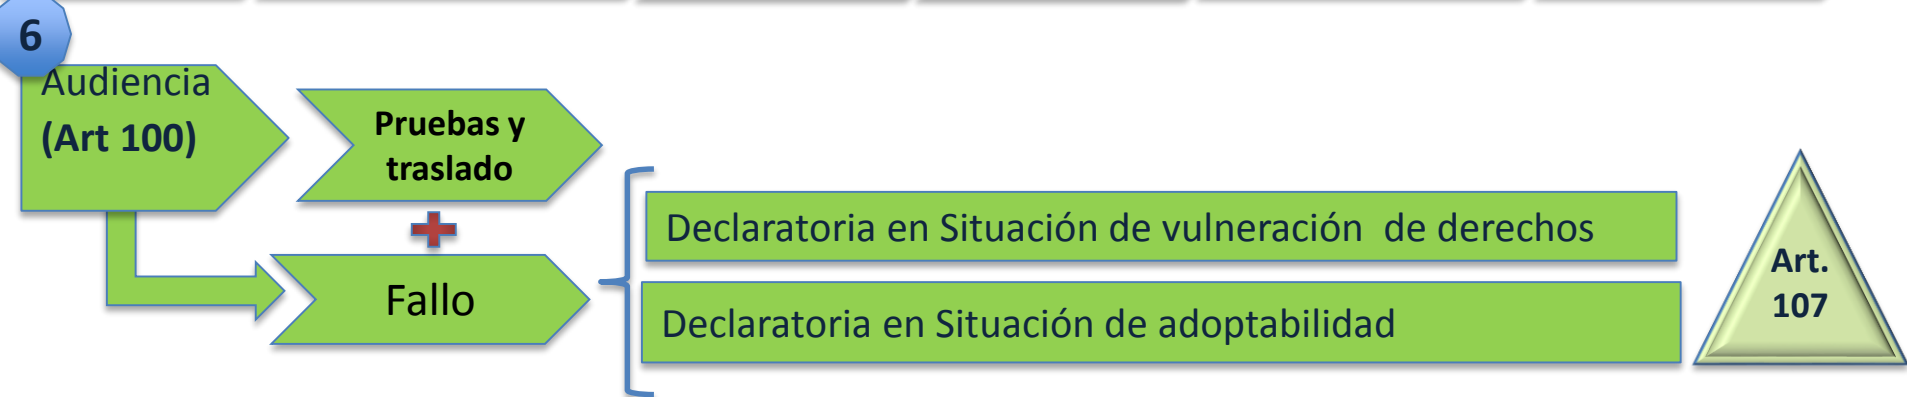 6
Audiencia
(Art 100)
Pruebas y
traslado
Fallo
Declaratoria en Situación de vulneración  de derechos
Declaratoria en Situación de adoptabilidad
Art.
107